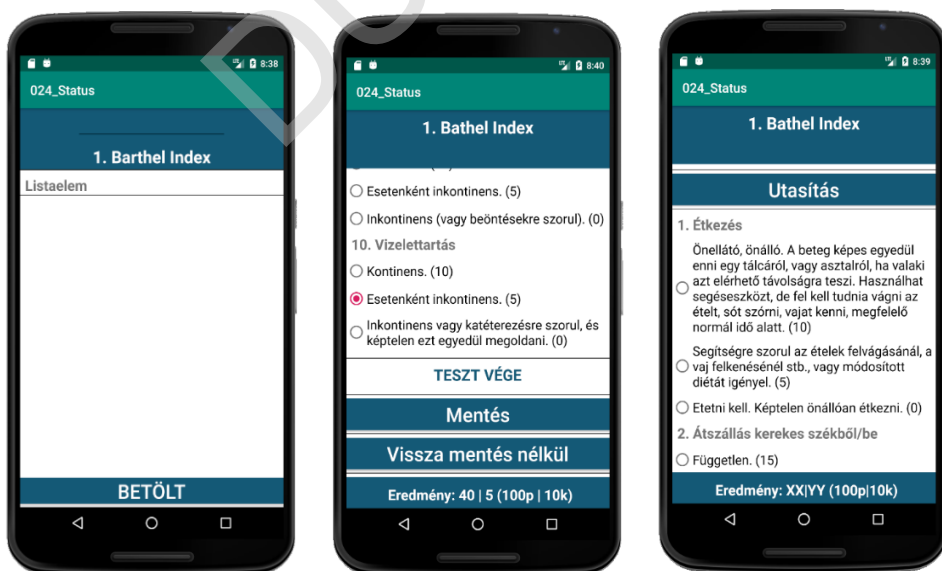 8:38
024_Status
1. Barthel Index
Listaelem
BETÖLT
8:40
024_Status
1. Bathel Index
Esetenként inkontinens. (5)
Inkontinens (vagy beöntésekre szorul). (0)
10. Vizelettartás
Kontinens. (10)
Esetenként inkontinens. (5)
Inkontinens vagy katéterezésre szorul, és
képtelen ezt egyedül megoldani. (0)
TESZT VÉGE
Mentés
Vissza mentés nélkül
Eredmény: 40 | 5 (100p | 10k)
8:39
024_Status
1. Bathel Index
Utasítás
1. Étkezés
Önellátó, önálló. A beteg képes egyedül
enni egy tálcáról, vagy asztalról, ha valaki
azt elérhető távolságra teszi. Használhat
segéseszközt, de fel kell tudnia vágni az
ételt, sót szórni, vajat kenni, megfelelő
normál idő alatt. (10)
Segítségre szorul az ételek felvágásánál, a
vaj felkenésénél stb., vagy módosított
diétát igényel. (5)
Etetni kell. Képtelen önállóan étkezni. (0)
2. Átszállás kerekes székből/be
Független. (15)
Eredmény: XX|YY (100p|10k)